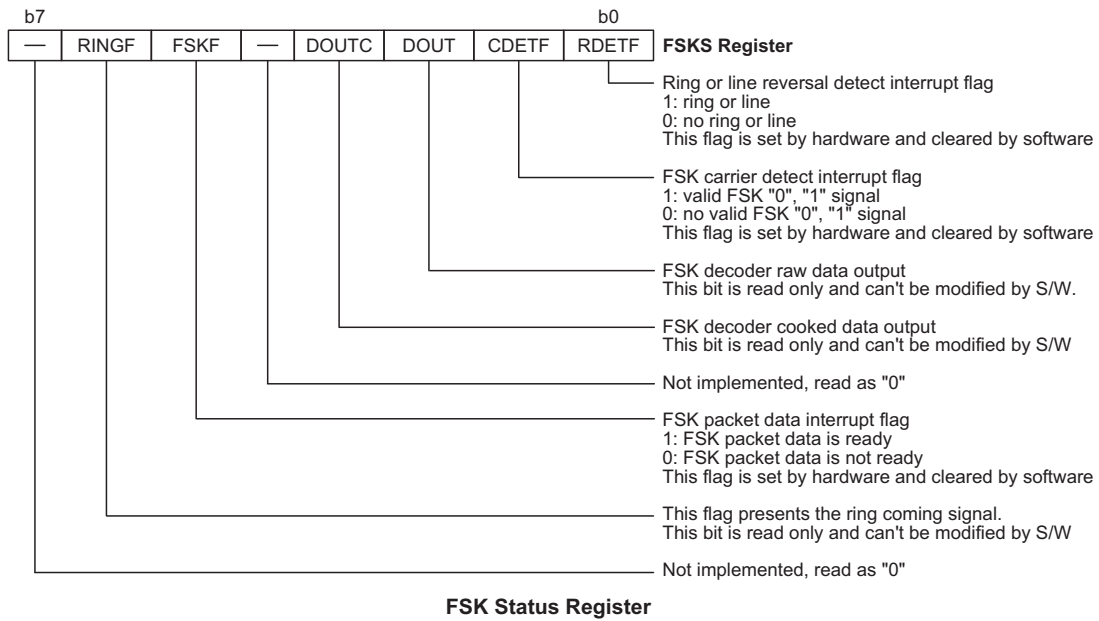 b7 b0
— RINGF FSKF — DOUTC DOUT CDETF RDETF FSKS Register
Ring or line reversal detect interrupt flag
1: ring or line
0: no ring or line
This flag is set by hardware and cleared by software
FSK carrier detect interrupt flag
1: valid FSK "0", "1" signal
0: no valid FSK "0", "1" signal
This flag is set by hardware and cleared by software
FSK decoder raw data output
This bit is read only and can't be modified by S/W.
FSK decoder cooked data output
This bit is read only and can't be modified by S/W
Not implemented, read as "0"
FSK packet data interrupt flag
1: FSK packet data is ready
0: FSK packet data is not ready
This flag is set by hardware and cleared by software
This flag presents the ring coming signal.
This bit is read only and can't be modified by S/W
Not implemented, read as "0"
FSK Status Register